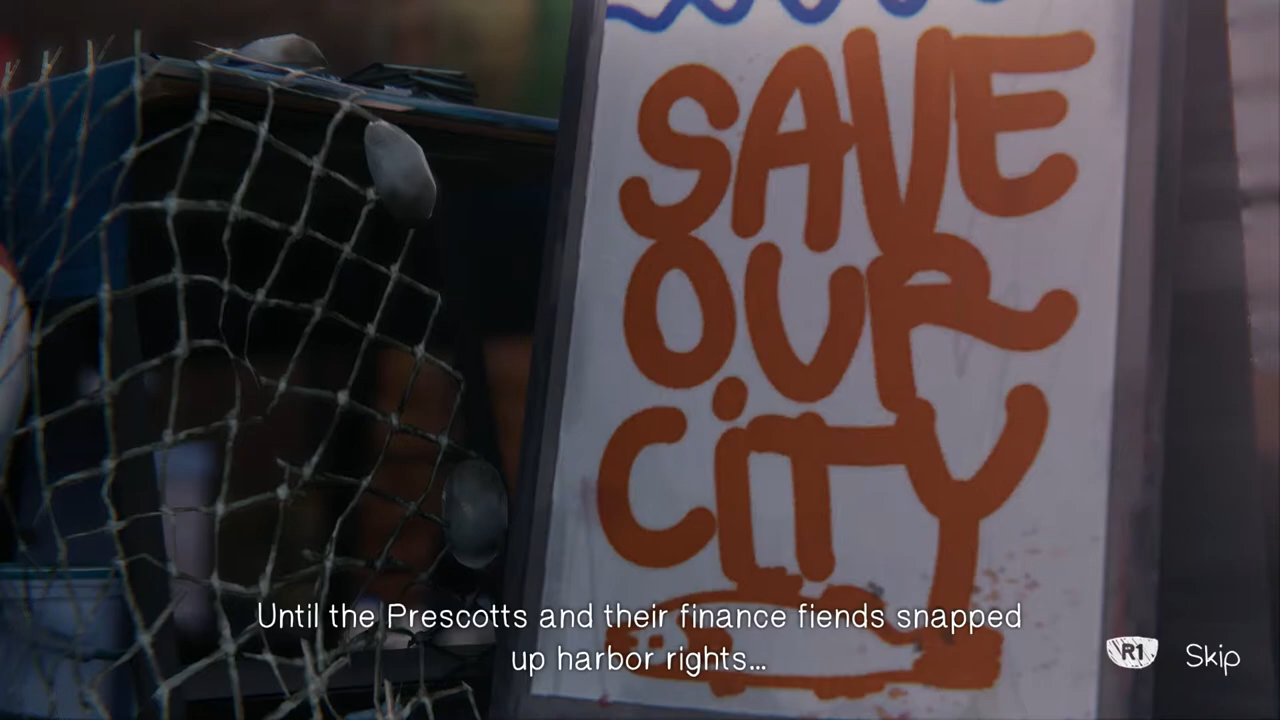 SAVE
OUR
CiTY
Until the Prescotts and their finance fiends snapped
up harbor rights...
R1 Skip